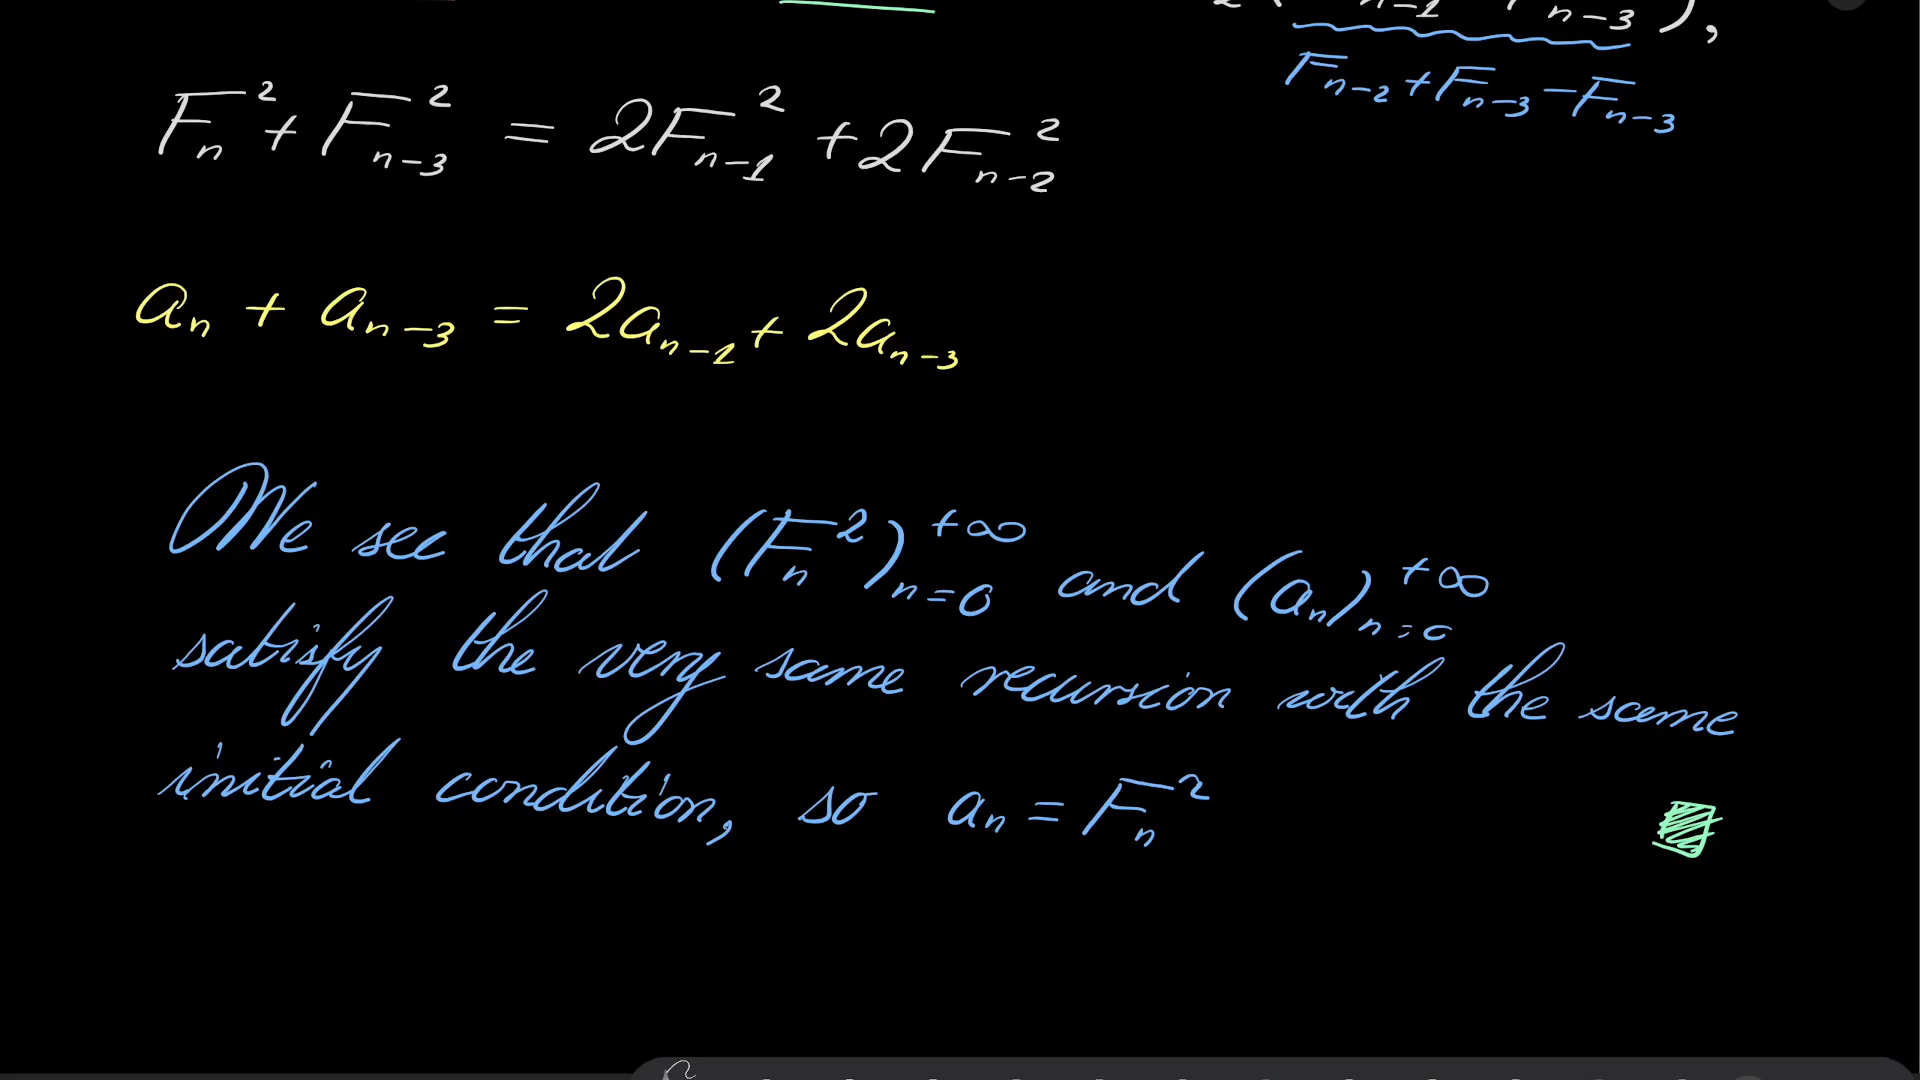 n-1 n-3 ),
F_{n-2} + F_{n-3} - F_{n-3}
F_n^2 + F_{n-3}^2 = 2F_{n-1}^2 + 2F_{n-2}^2
a_n + a_{n-3} = 2a_{n-1} + 2a_{n-3}
We see that (F_n^2)_{n=0}^{+∞} and (a_n)_{n=0}^{+∞}
satisfy the very same recursion with the same
initial condition, so a_n = F_n^2